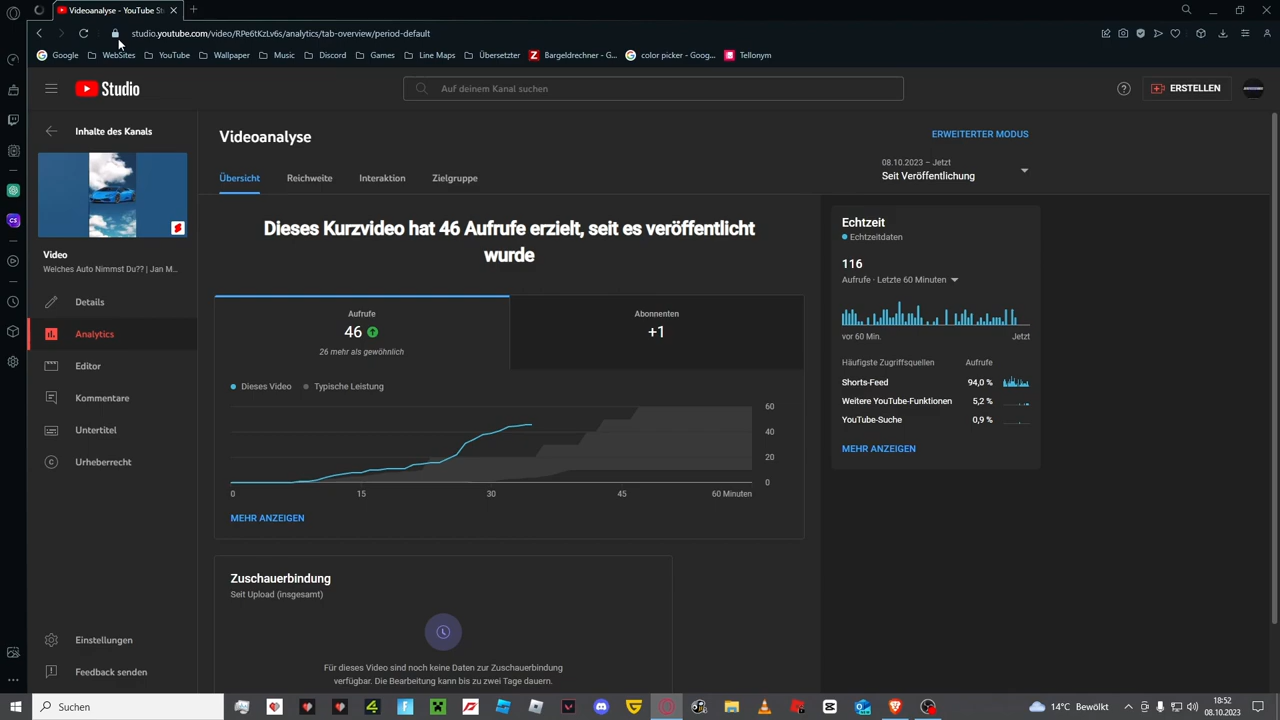 Videoanalyse - YouTube St
studio.youtube.com/video/RPe6tKzLv6s/analytics/tab-overview/period-default
Google WebSites YouTube Wallpaper Music Discord Games Line Maps Übersetzter Bargeldrechner - G... color picker - Goog... Tellonym
Studio
Auf deinem Kanal suchen
ERSTELLEN
Inhalte des Kanals
Video
Welches Auto Nimmst Du?? | Jan M...
Details
Analytics
Editor
Kommentare
Untertitel
Urheberrecht
Einstellungen
Feedback senden
Videoanalyse
ERWEITERTER MODUS
Übersicht Reichweite Interaktion Zielgruppe
08.10.2023 – Jetzt
Seit Veröffentlichung
Dieses Kurzvideo hat 46 Aufrufe erzielt, seit es veröffentlicht
wurde
Aufrufe
46
26 mehr als gewöhnlich
Abonnenten
+1
Dieses Video Typische Leistung
60
40
20
0
0 15 30 45 60 Minuten
MEHR ANZEIGEN
Zuschauerbindung
Seit Upload (insgesamt)
Für dieses Video sind noch keine Daten zur Zuschauerbindung
verfügbar. Die Bearbeitung kann bis zu zwei Tage dauern.
Echtzeit
Echtzeitdaten
116
Aufrufe · Letzte 60 Minuten
vor 60 Min. Jetzt
Häufigste Zugriffsquellen Aufrufe
Shorts-Feed 94,0 %
Weitere YouTube-Funktionen 5,2 %
YouTube-Suche 0,9 %
MEHR ANZEIGEN
Suchen
14°C Bewölkt
18:52
08.10.2023